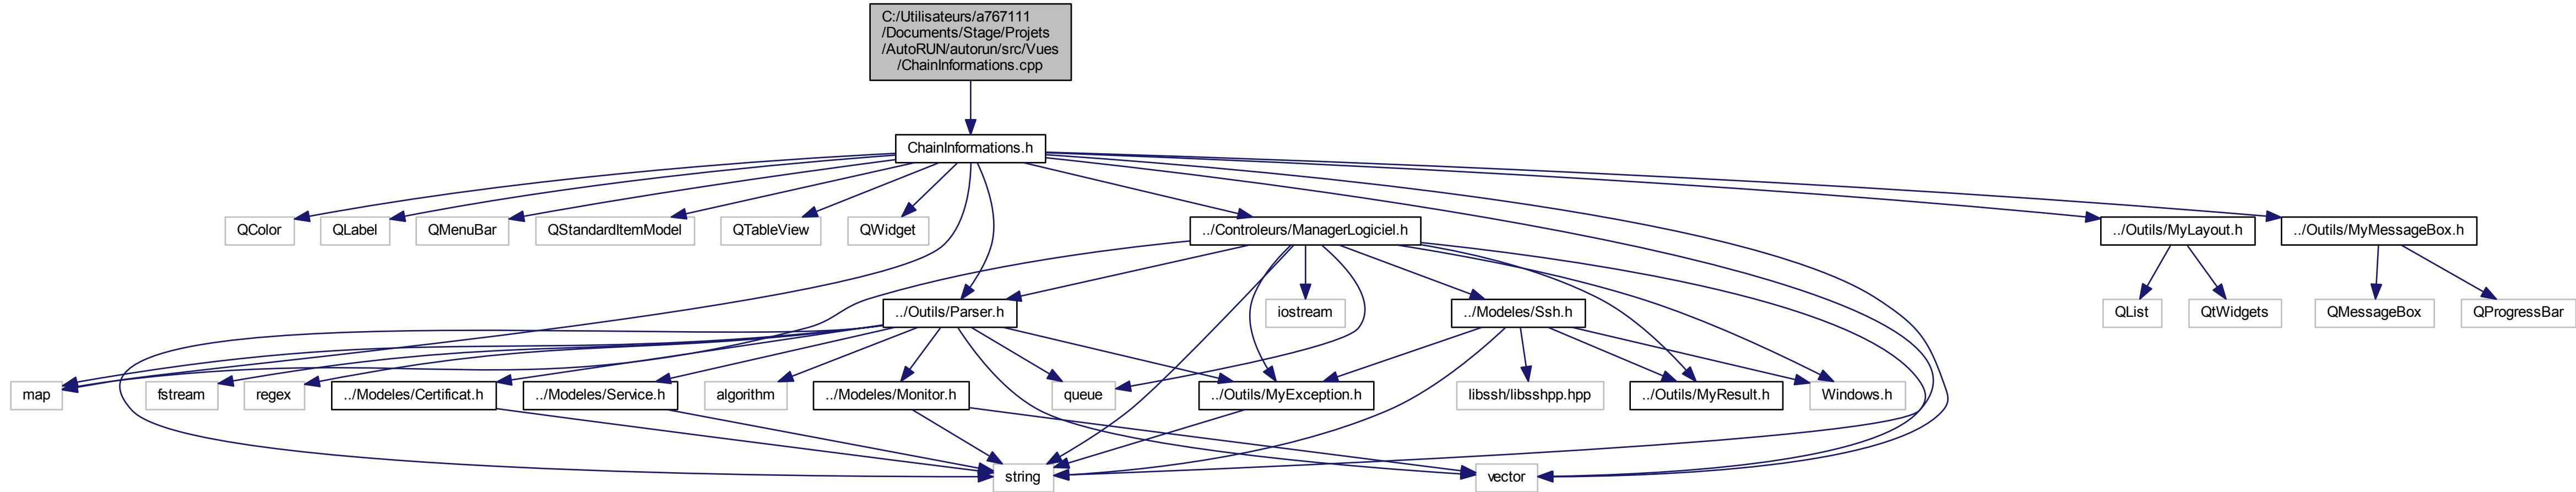 C:/Utilisateurs/a767111
/Documents/Stage/Projets
/AutoRUN/autorun/src/Vues
/ChainInformations.cpp
ChainInformations.h
QColor
QLabel
QMenuBar
QStandardItemModel
QTableView
QWidget
../Controleurs/ManagerLogiciel.h
../Outils/MyLayout.h
../Outils/MyMessageBox.h
../Outils/Parser.h
iostream
../Modeles/Ssh.h
QList
QtWidgets
QMessageBox
QProgressBar
map
fstream
regex
../Modeles/Certificat.h
../Modeles/Service.h
algorithm
../Modeles/Monitor.h
queue
../Outils/MyException.h
libssh/libsshpp.hpp
../Outils/MyResult.h
Windows.h
string
vector